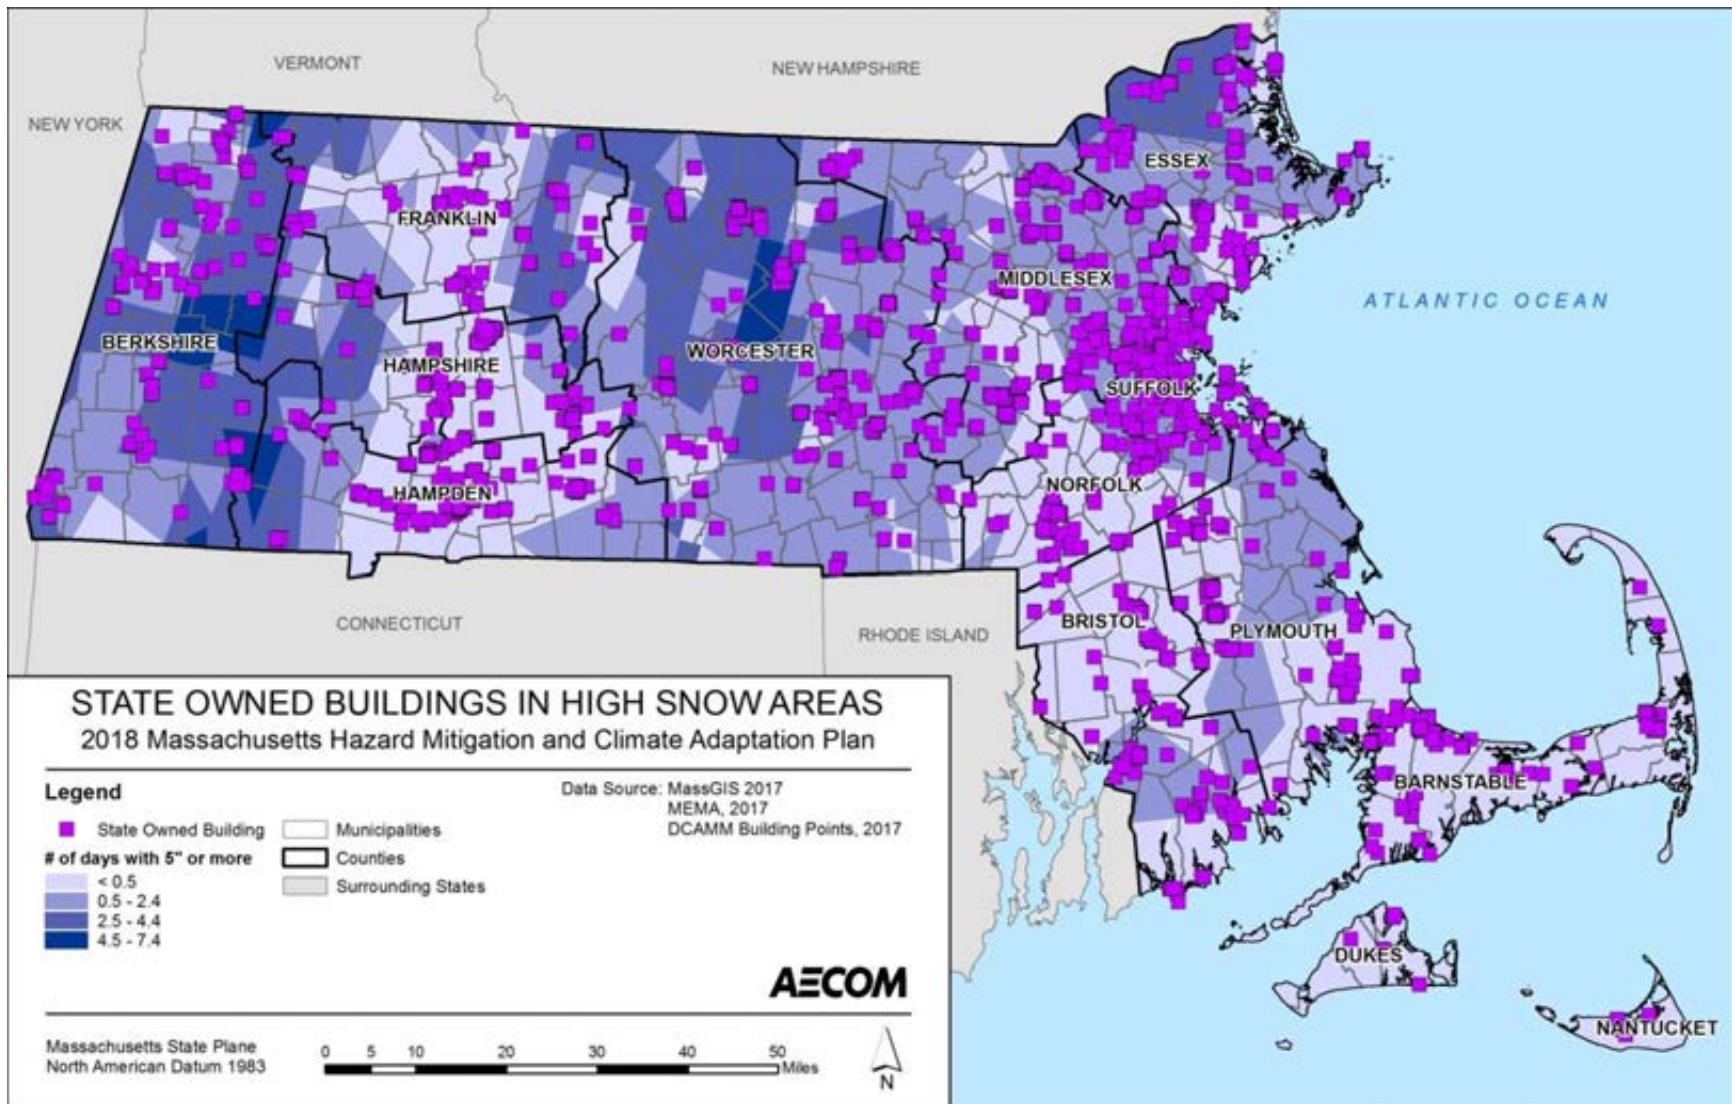 VERMONT
NEW HAMPSHIRE
NEW YORK
ESSEX
FRANKLIN
MIDDLESEX
ATLANTIC OCEAN
BERKSHIRE
WORCESTER
HAMPSHIRE
SUFFOLK
HAMPDEN
NORFOLK
CONNECTICUT
RHODE ISLAND
BRISTOL
PLYMOUTH
BARNSTABLE
DUKES
NANTUCKET
STATE OWNED BUILDINGS IN HIGH SNOW AREAS
2018 Massachusetts Hazard Mitigation and Climate Adaptation Plan
Legend
State Owned Building
# of days with 5" or more
< 0.5
0.5 - 2.4
2.5 - 4.4
4.5 - 7.4
Municipalities
Counties
Surrounding States
Data Source: MassGIS 2017
MEMA, 2017
DCAMM Building Points, 2017
AECOM
Massachusetts State Plane
North American Datum 1983
0 5 10 20 30 40 50
Miles
N